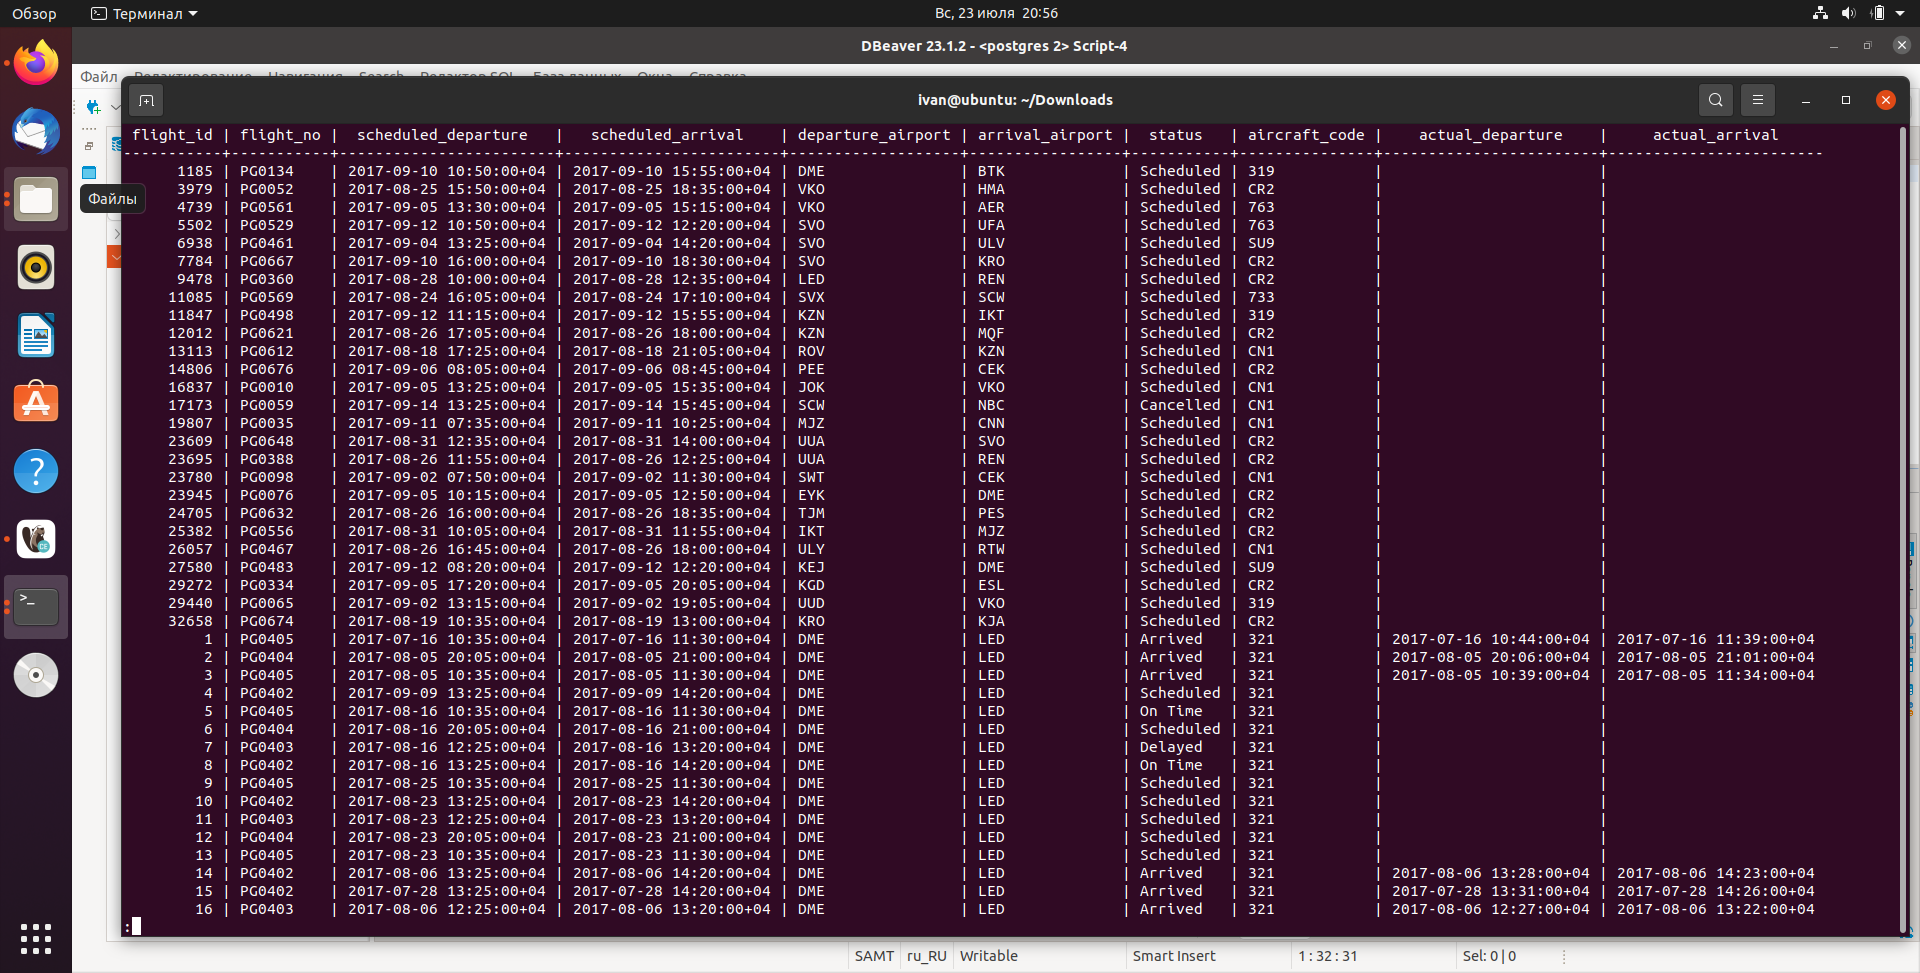 Обзор Терминал Вс, 23 июля 20:56
DBeaver 23.1.2 - <postgres 2> Script-4
Файл Редактирование Навигация Search Редактор SQL База данных Окна Справка
ivan@ubuntu: ~/Downloads
Файлы
flight_id | flight_no | scheduled_departure | scheduled_arrival | departure_airport | arrival_airport | status | aircraft_code | actual_departure | actual_arrival
-----------+-----------+------------------------+------------------------+-------------------+-----------------+-----------+---------------+------------------------+------------------------
1185 | PG0134 | 2017-09-10 10:50:00+04 | 2017-09-10 15:55:00+04 | DME | BTK | Scheduled | 319 | |
3979 | PG0052 | 2017-08-25 15:50:00+04 | 2017-08-25 18:35:00+04 | VKO | HMA | Scheduled | CR2 | |
4739 | PG0561 | 2017-09-05 13:30:00+04 | 2017-09-05 15:15:00+04 | VKO | AER | Scheduled | 763 | |
5502 | PG0529 | 2017-09-12 10:50:00+04 | 2017-09-12 12:20:00+04 | SVO | UFA | Scheduled | 763 | |
6938 | PG0461 | 2017-09-04 13:25:00+04 | 2017-09-04 14:20:00+04 | SVO | ULV | Scheduled | SU9 | |
7784 | PG0667 | 2017-09-10 16:00:00+04 | 2017-09-10 18:30:00+04 | SVO | KRO | Scheduled | CR2 | |
9478 | PG0360 | 2017-08-28 10:00:00+04 | 2017-08-28 12:35:00+04 | LED | REN | Scheduled | CR2 | |
11085 | PG0569 | 2017-08-24 16:05:00+04 | 2017-08-24 17:10:00+04 | SVX | SCW | Scheduled | 733 | |
11847 | PG0498 | 2017-09-12 11:15:00+04 | 2017-09-12 15:55:00+04 | KZN | IKT | Scheduled | 319 | |
12012 | PG0621 | 2017-08-26 17:05:00+04 | 2017-08-26 18:00:00+04 | KZN | MQF | Scheduled | CR2 | |
13113 | PG0612 | 2017-08-18 17:25:00+04 | 2017-08-18 21:05:00+04 | ROV | KZN | Scheduled | CN1 | |
14806 | PG0676 | 2017-09-06 08:05:00+04 | 2017-09-06 08:45:00+04 | PEE | CEK | Scheduled | CR2 | |
16837 | PG0010 | 2017-09-05 13:25:00+04 | 2017-09-05 15:35:00+04 | JOK | VKO | Scheduled | CN1 | |
17173 | PG0059 | 2017-09-14 13:25:00+04 | 2017-09-14 15:45:00+04 | SCW | NBC | Cancelled | CN1 | |
19807 | PG0035 | 2017-09-11 07:35:00+04 | 2017-09-11 10:25:00+04 | MJZ | CNN | Scheduled | CN1 | |
23609 | PG0648 | 2017-08-31 12:35:00+04 | 2017-08-31 14:00:00+04 | UUA | SVO | Scheduled | CR2 | |
23695 | PG0388 | 2017-08-26 11:55:00+04 | 2017-08-26 12:25:00+04 | UUA | REN | Scheduled | CR2 | |
23780 | PG0098 | 2017-09-02 07:50:00+04 | 2017-09-02 11:30:00+04 | SWT | CEK | Scheduled | CN1 | |
23945 | PG0076 | 2017-09-05 10:15:00+04 | 2017-09-05 12:50:00+04 | EYK | DME | Scheduled | CR2 | |
24705 | PG0632 | 2017-08-26 16:00:00+04 | 2017-08-26 18:35:00+04 | TJM | PES | Scheduled | CR2 | |
25382 | PG0556 | 2017-08-31 10:05:00+04 | 2017-08-31 11:55:00+04 | IKT | MJZ | Scheduled | CR2 | |
26057 | PG0467 | 2017-08-26 16:45:00+04 | 2017-08-26 18:00:00+04 | ULY | RTW | Scheduled | CN1 | |
27580 | PG0483 | 2017-09-12 08:20:00+04 | 2017-09-12 12:20:00+04 | KEJ | DME | Scheduled | SU9 | |
29272 | PG0334 | 2017-09-05 17:20:00+04 | 2017-09-05 20:05:00+04 | KGD | ESL | Scheduled | CR2 | |
29440 | PG0065 | 2017-09-02 13:15:00+04 | 2017-09-02 19:05:00+04 | UUD | VKO | Scheduled | 319 | |
32658 | PG0674 | 2017-08-19 10:35:00+04 | 2017-08-19 13:00:00+04 | KRO | KJA | Scheduled | CR2 | |
1 | PG0405 | 2017-07-16 10:35:00+04 | 2017-07-16 11:30:00+04 | DME | LED | Arrived | 321 | 2017-07-16 10:44:00+04 | 2017-07-16 11:39:00+04
2 | PG0404 | 2017-08-05 20:05:00+04 | 2017-08-05 21:00:00+04 | DME | LED | Arrived | 321 | 2017-08-05 20:06:00+04 | 2017-08-05 21:01:00+04
3 | PG0405 | 2017-08-05 10:35:00+04 | 2017-08-05 11:30:00+04 | DME | LED | Arrived | 321 | 2017-08-05 10:39:00+04 | 2017-08-05 11:34:00+04
4 | PG0402 | 2017-09-09 13:25:00+04 | 2017-09-09 14:20:00+04 | DME | LED | Scheduled | 321 | |
5 | PG0405 | 2017-08-16 10:35:00+04 | 2017-08-16 11:30:00+04 | DME | LED | On Time | 321 | |
6 | PG0404 | 2017-08-16 20:05:00+04 | 2017-08-16 21:00:00+04 | DME | LED | Scheduled | 321 | |
7 | PG0403 | 2017-08-16 12:25:00+04 | 2017-08-16 13:20:00+04 | DME | LED | Delayed | 321 | |
8 | PG0402 | 2017-08-16 13:25:00+04 | 2017-08-16 14:20:00+04 | DME | LED | On Time | 321 | |
9 | PG0405 | 2017-08-25 10:35:00+04 | 2017-08-25 11:30:00+04 | DME | LED | Scheduled | 321 | |
10 | PG0402 | 2017-08-23 13:25:00+04 | 2017-08-23 14:20:00+04 | DME | LED | Scheduled | 321 | |
11 | PG0403 | 2017-08-23 12:25:00+04 | 2017-08-23 13:20:00+04 | DME | LED | Scheduled | 321 | |
12 | PG0404 | 2017-08-23 20:05:00+04 | 2017-08-23 21:00:00+04 | DME | LED | Scheduled | 321 | |
13 | PG0405 | 2017-08-23 10:35:00+04 | 2017-08-23 11:30:00+04 | DME | LED | Scheduled | 321 | |
14 | PG0402 | 2017-08-06 13:25:00+04 | 2017-08-06 14:20:00+04 | DME | LED | Arrived | 321 | 2017-08-06 13:28:00+04 | 2017-08-06 14:23:00+04
15 | PG0402 | 2017-07-28 13:25:00+04 | 2017-07-28 14:20:00+04 | DME | LED | Arrived | 321 | 2017-07-28 13:31:00+04 | 2017-07-28 14:26:00+04
16 | PG0403 | 2017-08-06 12:25:00+04 | 2017-08-06 13:20:00+04 | DME | LED | Arrived | 321 | 2017-08-06 12:27:00+04 | 2017-08-06 13:22:00+04
:
SAMT ru_RU Writable Smart Insert 1 : 32 : 31 Sel: 0 | 0